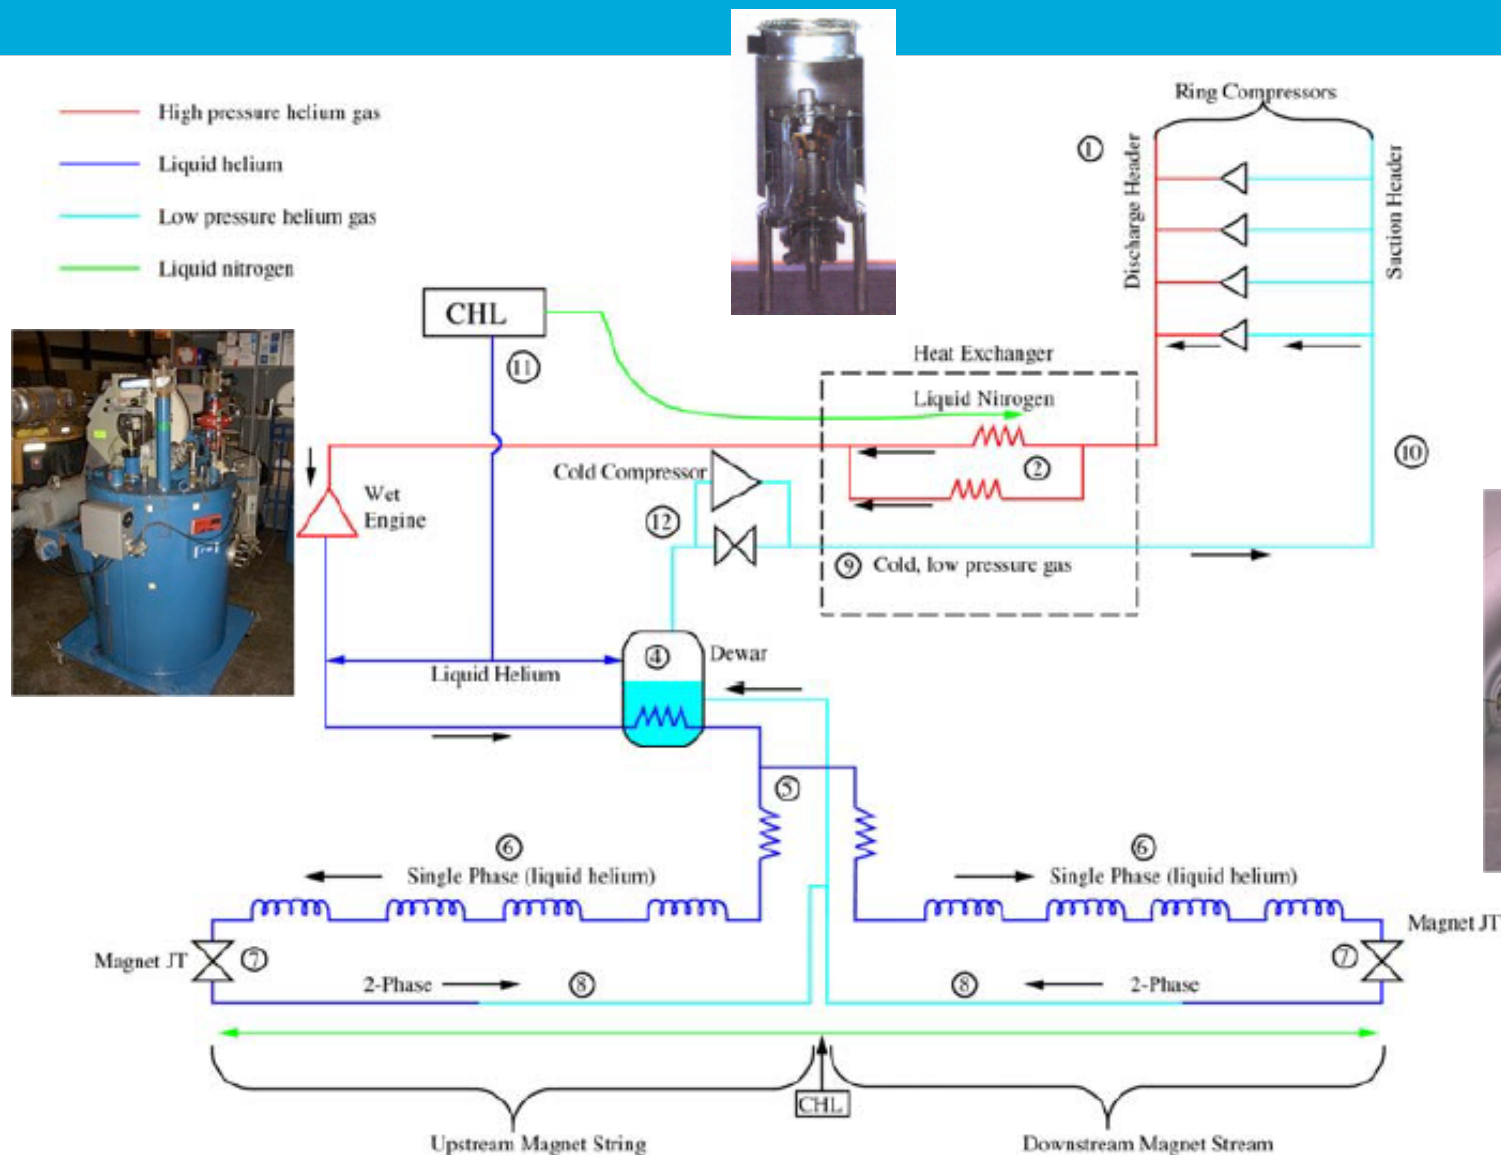 High pressure helium gas
Liquid helium
Low pressure helium gas
Liquid nitrogen
Ring Compressors
①
Discharge Header
Suction Header
CHL
⑪
Heat Exchanger
Liquid Nitrogen
②
⑩
Cold Compressor
Wet
Engine
⑫
⑨ Cold, low pressure gas
④
Dewar
Liquid Helium
⑤
⑥
Single Phase (liquid helium)
⑥
Single Phase (liquid helium)
Magnet JT
⑦
2-Phase
⑧
⑧
2-Phase
⑦
Magnet JT
CHL
Upstream Magnet String
Downstream Magnet Stream